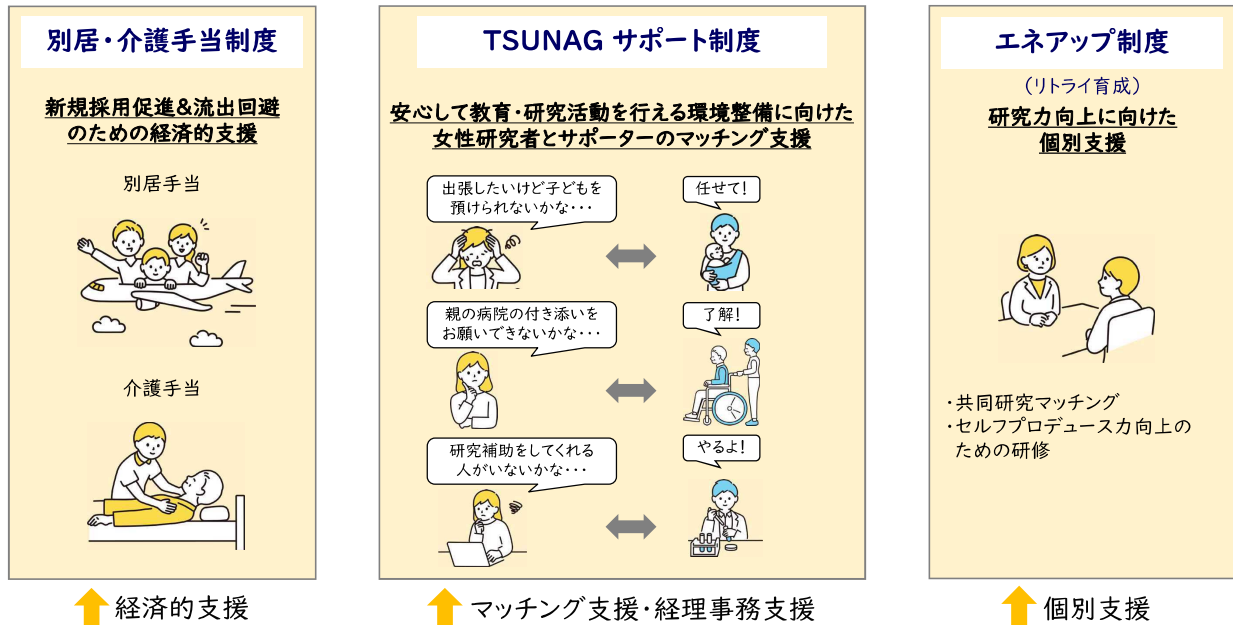 別居・介護手当制度
新規採用促進&流出回避
のための経済的支援
別居手当
介護手当
経済的支援
TSUNAG サポート制度
安心して教育・研究活動を行える環境整備に向けた
女性研究者とサポーターのマッチング支援
出張したいけど子どもを
預けられないかな・・・
任せて!
親の病院の付き添いを
お願いできないかな・・・
了解!
研究補助をしてくれる
人がいないかな・・・
やるよ!
マッチング支援・経理事務支援
エネアップ制度
(リトライ育成)
研究力向上に向けた
個別支援
・共同研究マッチング
・セルフプロデュース力向上の
ための研修
個別支援